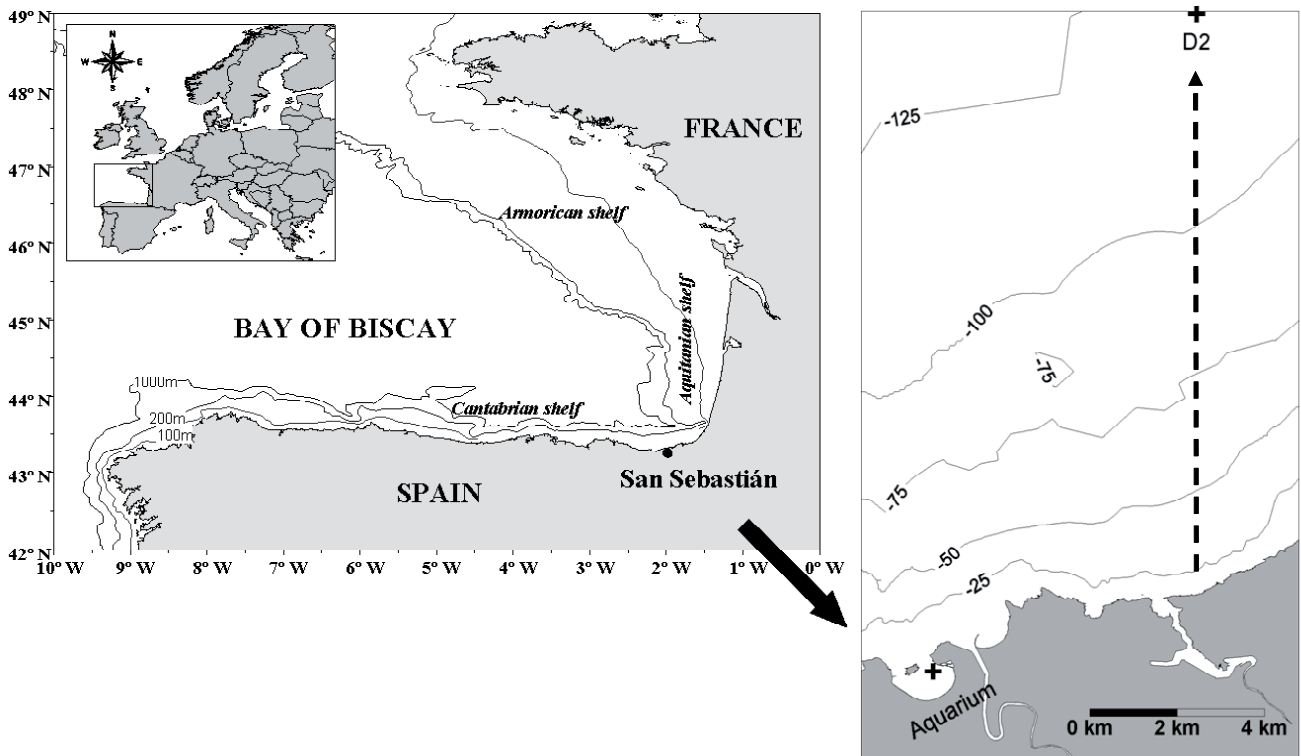 49° N
48° N
47° N
46° N
45° N
44° N
43° N
42° N
N
W
E
S
FRANCE
Armorican shelf
Aquitanian shelf
BAY OF BISCAY
1000m
200m
100m
Cantabrian shelf
San Sebastián
SPAIN
10° W
9° W
8° W
7° W
6° W
5° W
4° W
3° W
2° W
1° W
0° W
D2
-125
-100
-75
-75
-50
-25
Aquarium
0 km
2 km
4 km